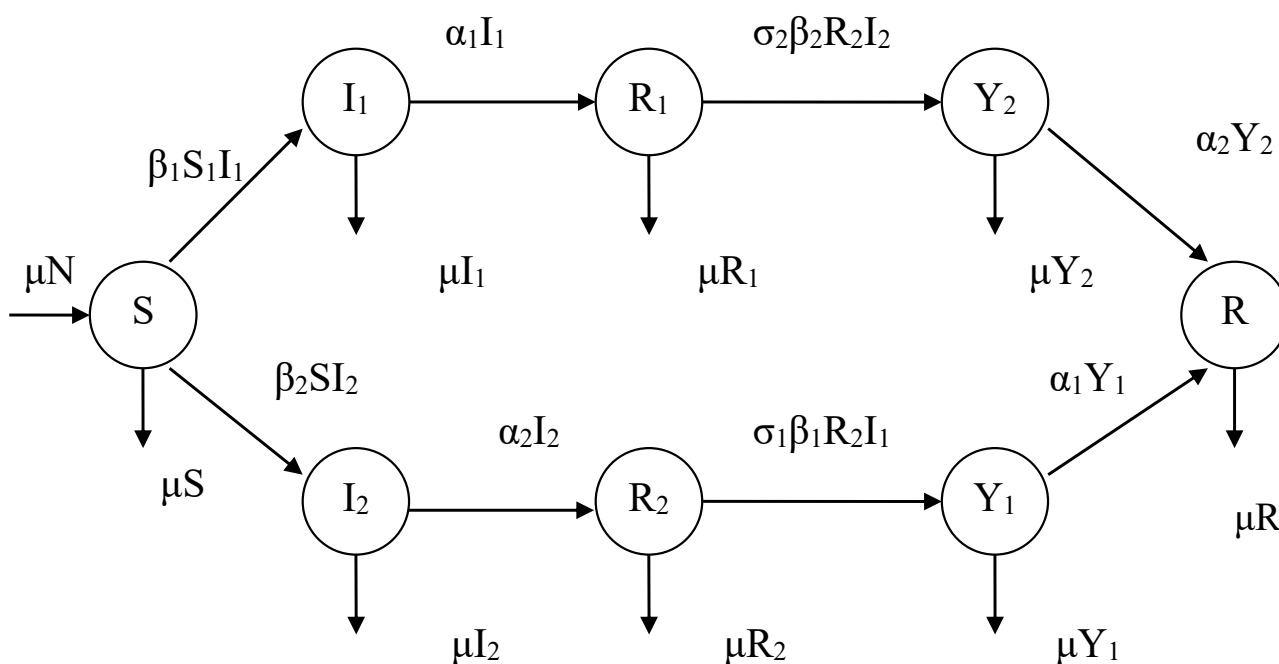 α₁I₁ σ₂β₂R₂I₂
I₁ R₁ Y₂
α₂Y₂
β₁S₁I₁
μN μI₁ μR₁ μY₂
S R
β₂SI₂ α₁Y₁
α₂I₂ σ₁β₁R₂I₁
μS
I₂ R₂ Y₁
μR
μI₂ μR₂ μY₁